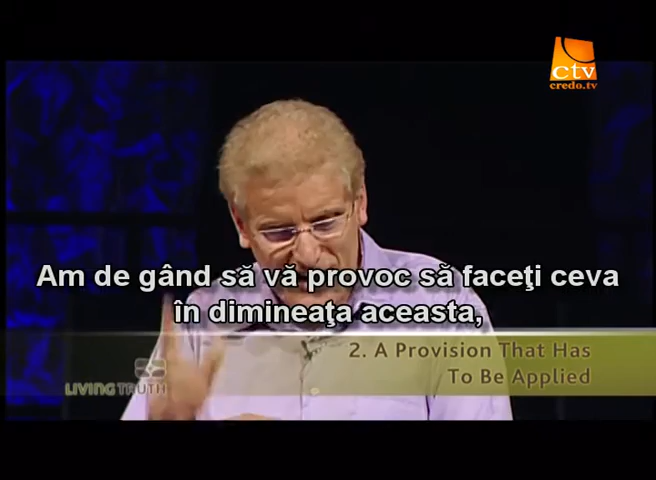 ctv
credo.tv
Am de gând să vă provoc să faceţi ceva
în dimineaţa aceasta,
2. A Provision That Has
To Be Applied
LIVING TRUTH